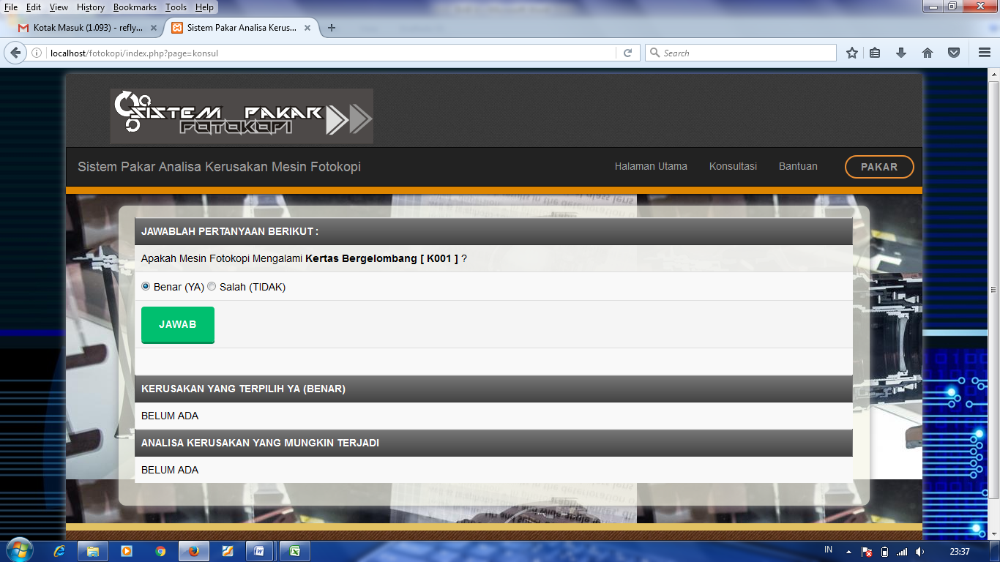 File Edit View History Bookmarks Tools Help
Kotak Masuk (1.093) - refly...
Sistem Pakar Analisa Kerus...
localhost/fotokopi/index.php?page=konsul
Search
SISTEM PAKAR
FOTOKOPI
Sistem Pakar Analisa Kerusakan Mesin Fotokopi
Halaman Utama
Konsultasi
Bantuan
PAKAR
JAWABLAH PERTANYAAN BERIKUT :
Apakah Mesin Fotokopi Mengalami Kertas Bergelombang [ K001 ] ?
Benar (YA) Salah (TIDAK)
JAWAB
KERUSAKAN YANG TERPILIH YA (BENAR)
BELUM ADA
ANALISA KERUSAKAN YANG MUNGKIN TERJADI
BELUM ADA
IN
23:37